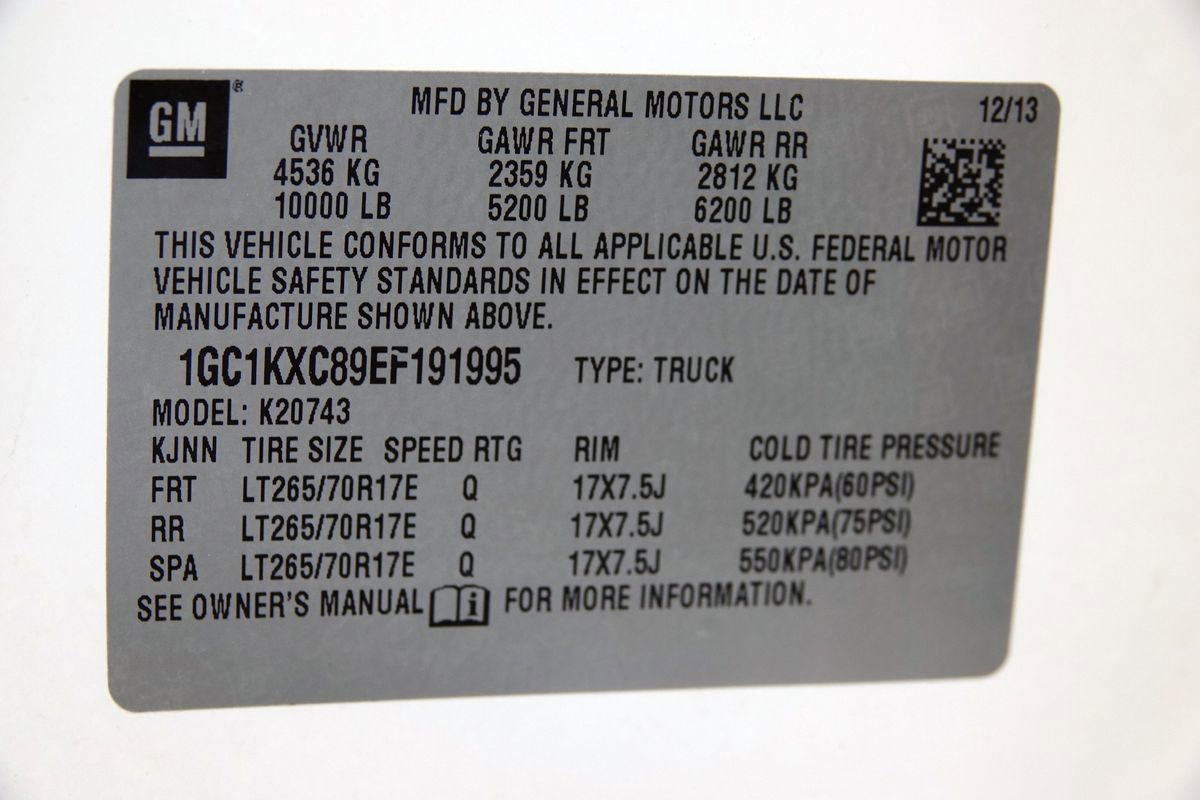 GM ®
MFD BY GENERAL MOTORS LLC 12/13
GVWR GAWR FRT GAWR RR
4536 KG 2359 KG 2812 KG
10000 LB 5200 LB 6200 LB
THIS VEHICLE CONFORMS TO ALL APPLICABLE U.S. FEDERAL MOTOR
VEHICLE SAFETY STANDARDS IN EFFECT ON THE DATE OF
MANUFACTURE SHOWN ABOVE.
1GC1KXC89EF191995 TYPE: TRUCK
MODEL: K20743
KJNN TIRE SIZE SPEED RTG RIM COLD TIRE PRESSURE
FRT LT265/70R17E Q 17X7.5J 420KPA(60PSI)
RR LT265/70R17E Q 17X7.5J 520KPA(75PSI)
SPA LT265/70R17E Q 17X7.5J 550KPA(80PSI)
SEE OWNER'S MANUAL i FOR MORE INFORMATION.